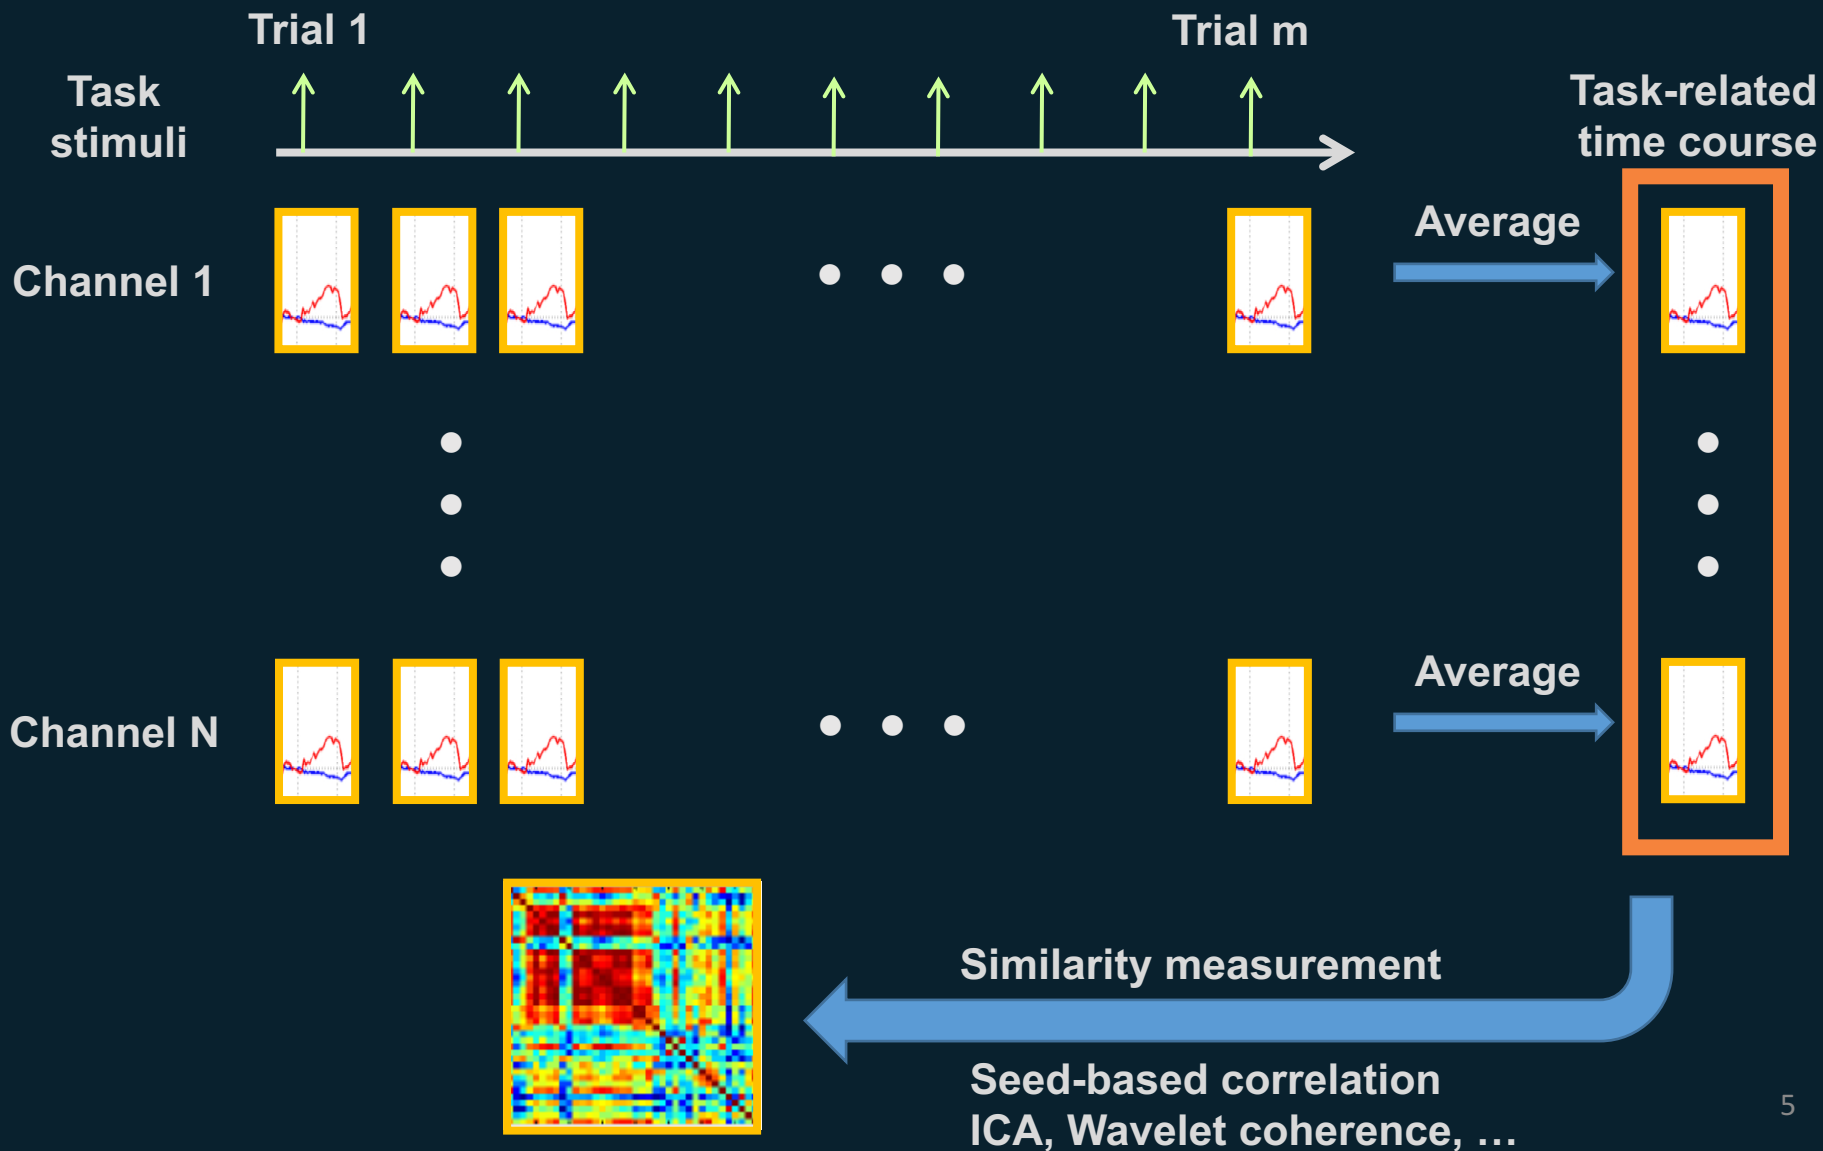 Trial 1
Trial m
Task
stimuli
Task-related
time course
Channel 1
Average
Channel N
Average
Similarity measurement
Seed-based correlation
ICA, Wavelet coherence, …
5